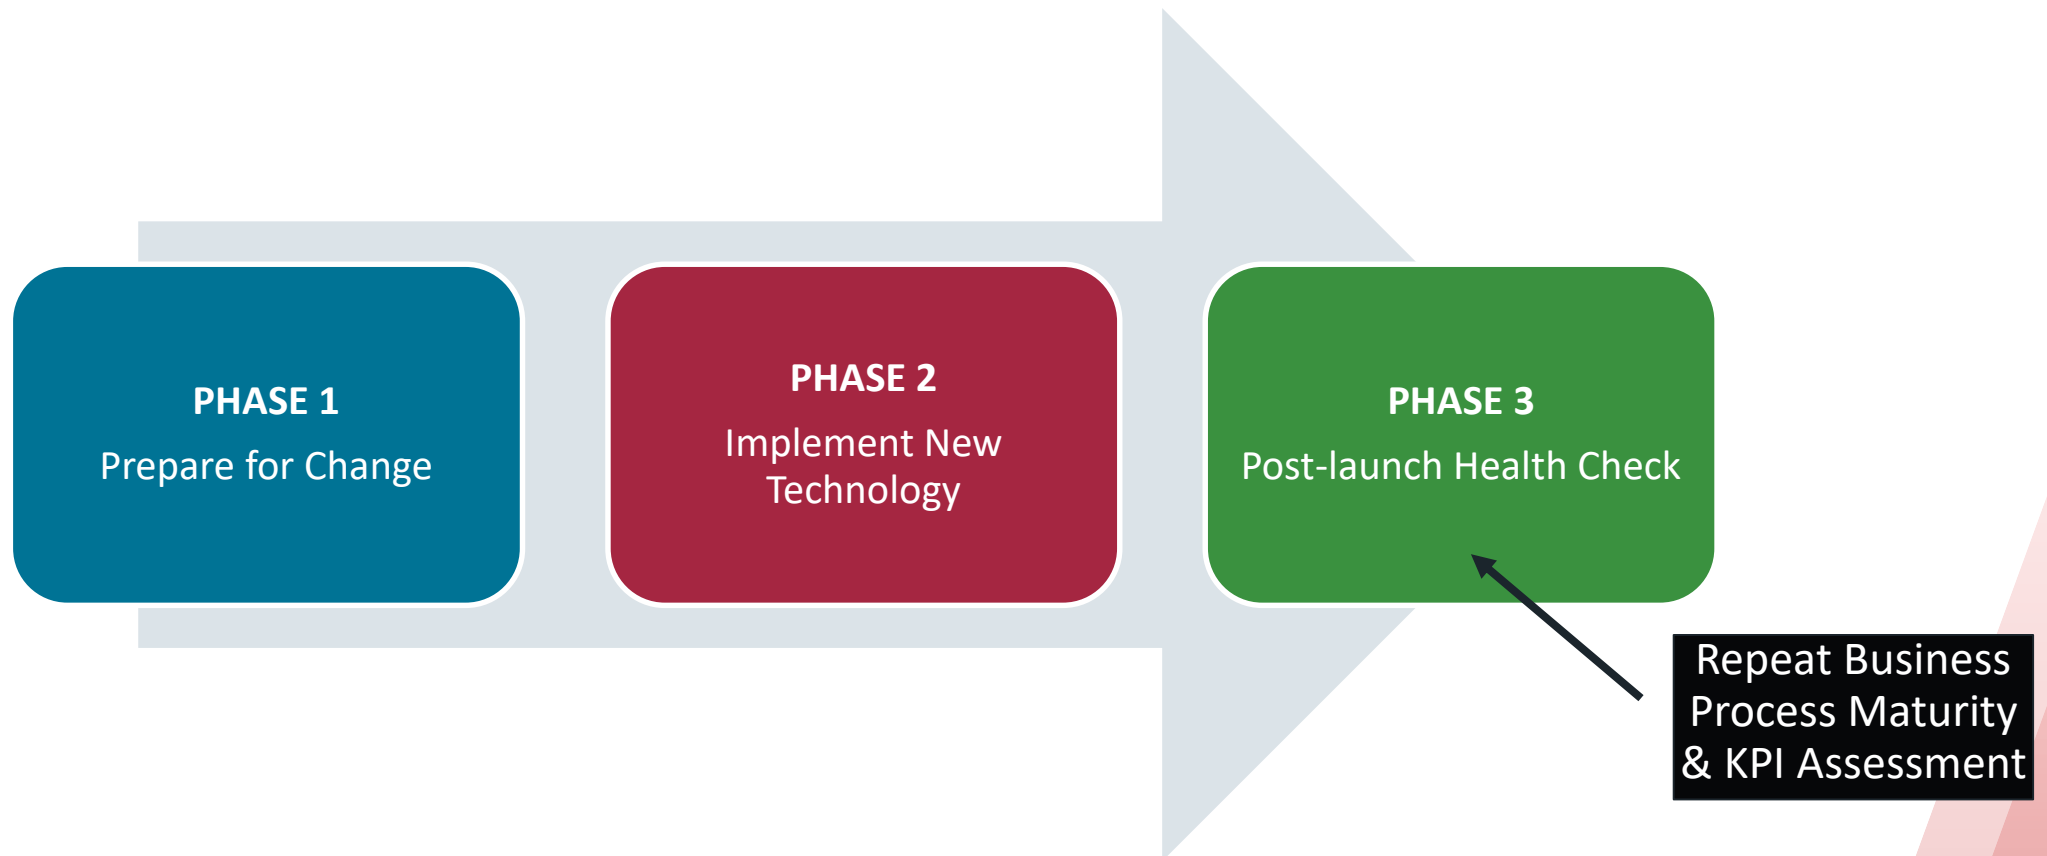 PHASE 1
Prepare for Change
PHASE 2
Implement New
Technology
PHASE 3
Post-launch Health Check
Repeat Business
Process Maturity
& KPI Assessment